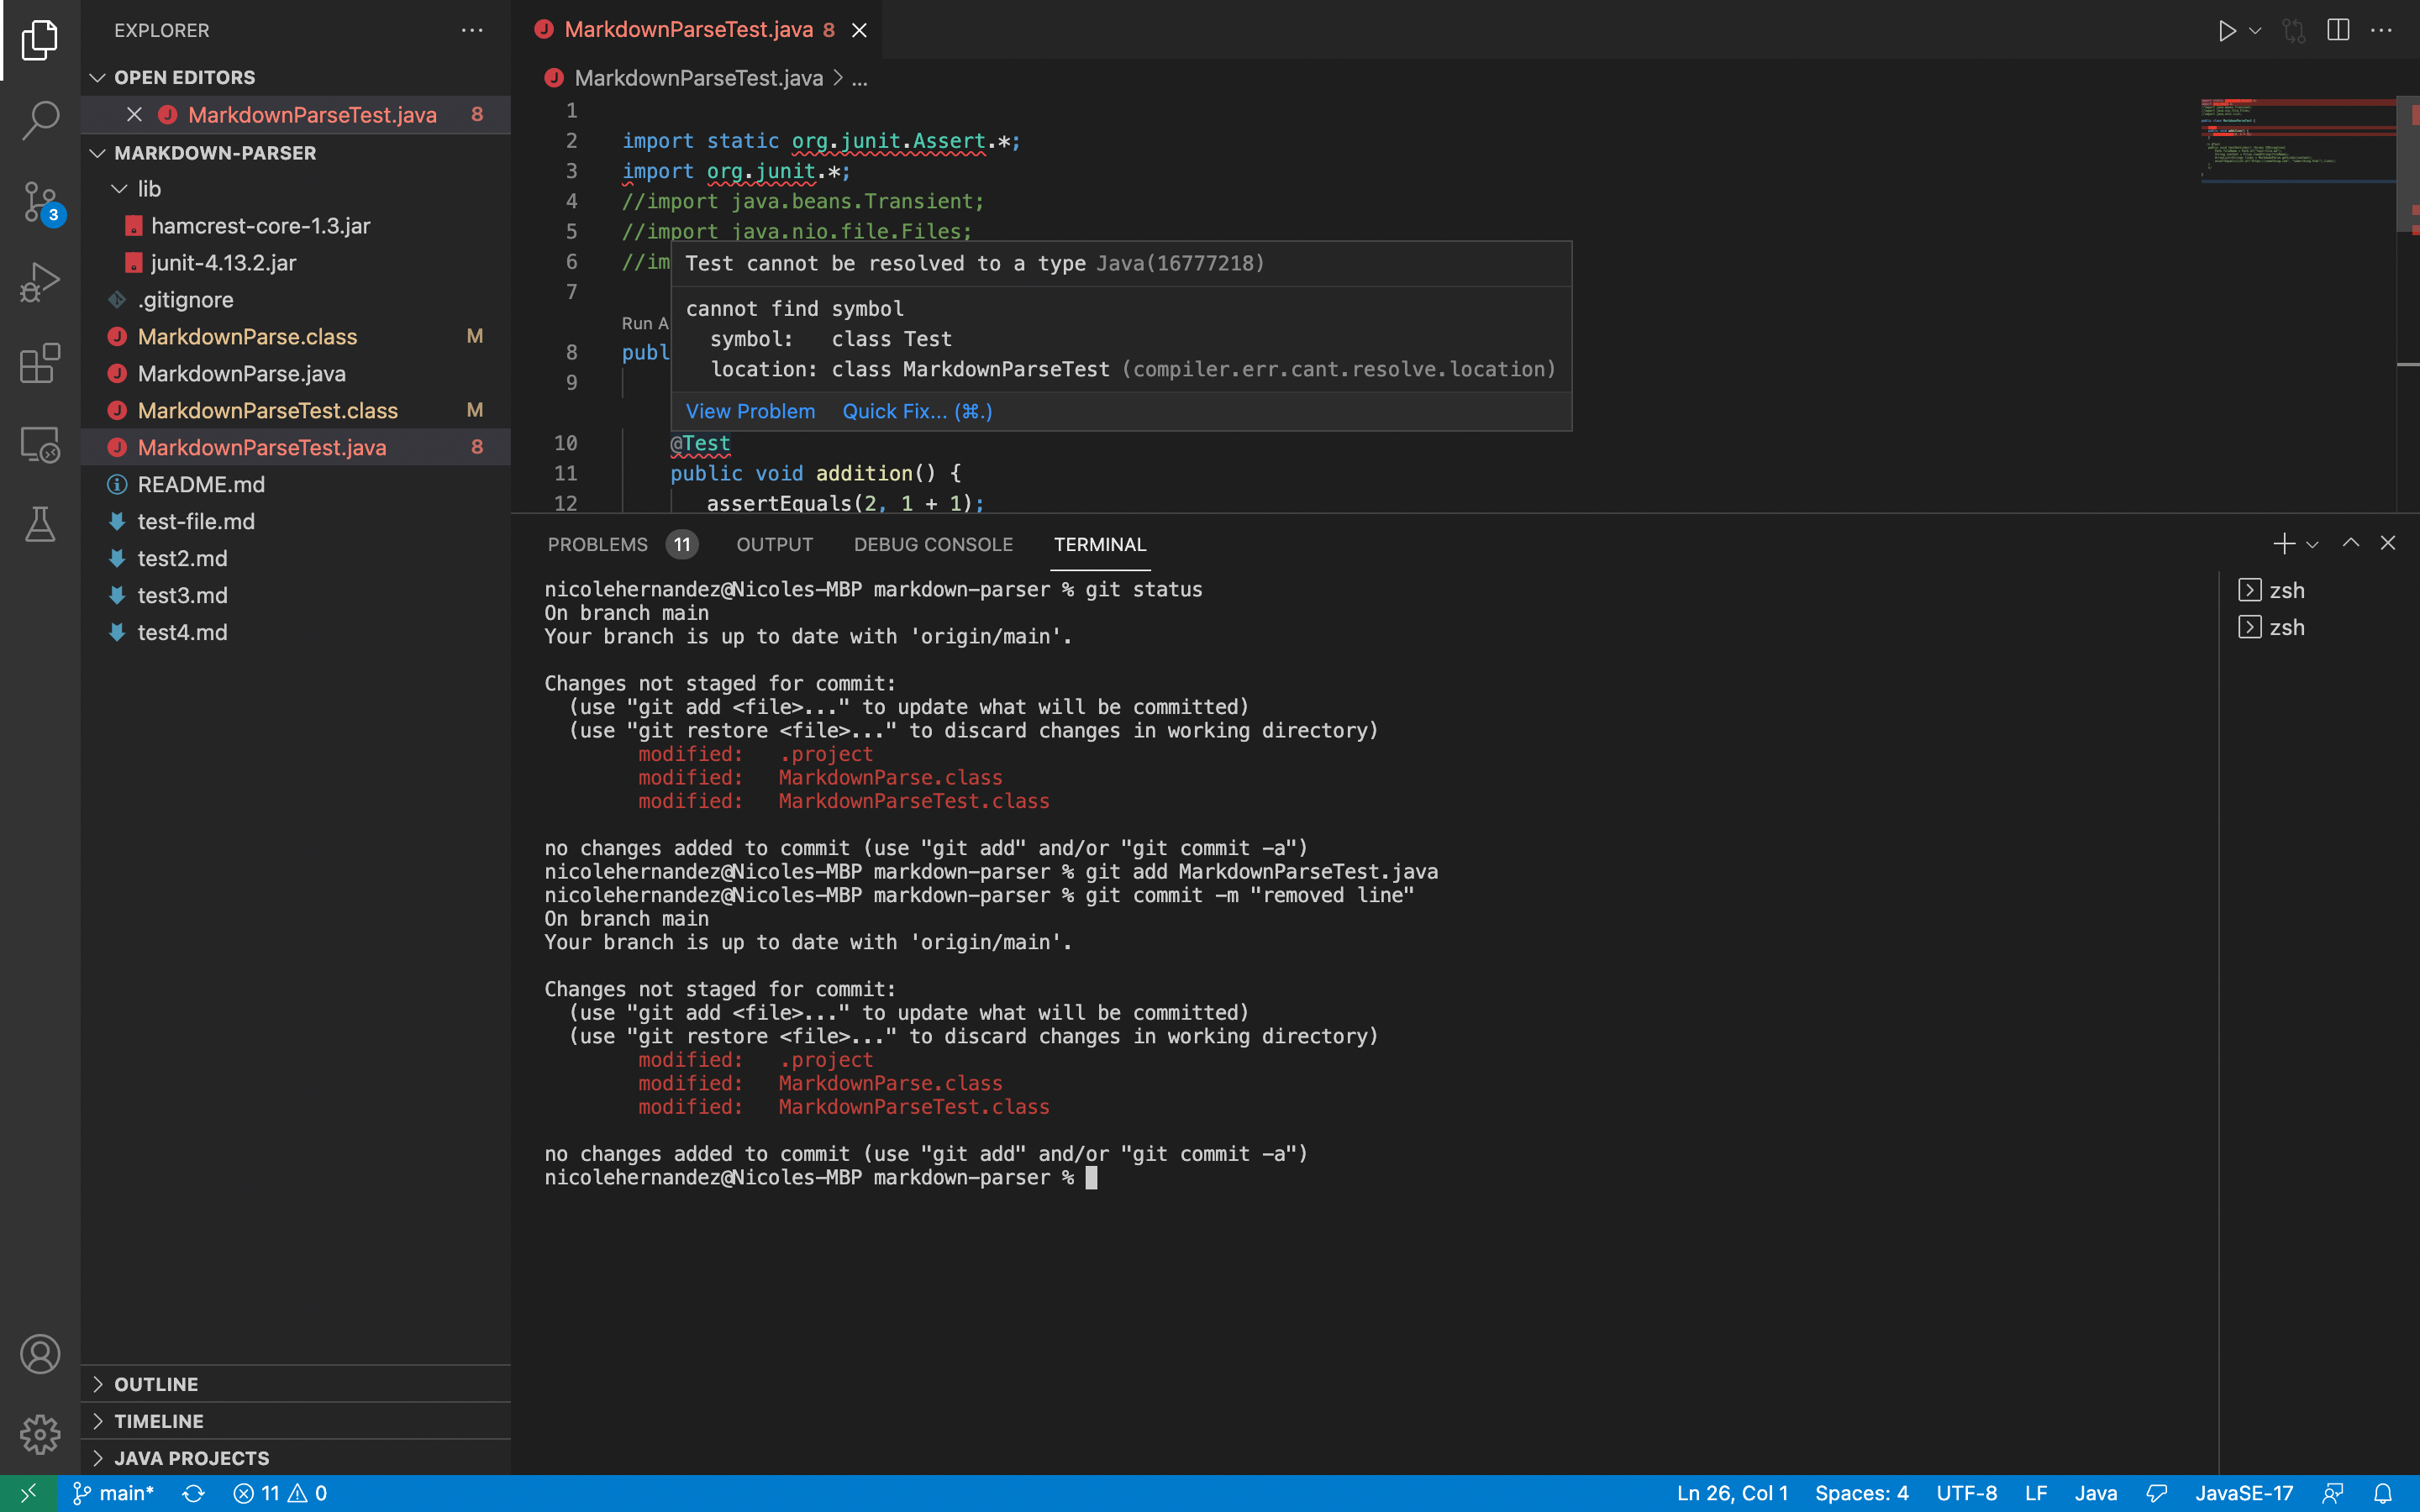 EXPLORER
OPEN EDITORS
MarkdownParseTest.java 8
MARKDOWN-PARSER
lib
hamcrest-core-1.3.jar
junit-4.13.2.jar
.gitignore
MarkdownParse.class M
MarkdownParse.java
MarkdownParseTest.class M
MarkdownParseTest.java 8
README.md
test-file.md
test2.md
test3.md
test4.md
OUTLINE
TIMELINE
JAVA PROJECTS
3
MarkdownParseTest.java 8
MarkdownParseTest.java > ...
1
2 import static org.junit.Assert.*;
3 import org.junit.*;
4 //import java.beans.Transient;
5 //import java.nio.file.Files;
6 //im
7
Run A
8 publ
9
Test cannot be resolved to a type Java(16777218)
cannot find symbol
symbol: class Test
location: class MarkdownParseTest (compiler.err.cant.resolve.location)
View Problem Quick Fix... (⌘.)
10 @Test
11 public void addition() {
12 assertEquals(2, 1 + 1);
PROBLEMS 11 OUTPUT DEBUG CONSOLE TERMINAL
nicolehernandez@Nicoles-MBP markdown-parser % git status
On branch main
Your branch is up to date with 'origin/main'.
Changes not staged for commit:
(use "git add <file>..." to update what will be committed)
(use "git restore <file>..." to discard changes in working directory)
modified: .project
modified: MarkdownParse.class
modified: MarkdownParseTest.class
no changes added to commit (use "git add" and/or "git commit -a")
nicolehernandez@Nicoles-MBP markdown-parser % git add MarkdownParseTest.java
nicolehernandez@Nicoles-MBP markdown-parser % git commit -m "removed line"
On branch main
Your branch is up to date with 'origin/main'.
Changes not staged for commit:
(use "git add <file>..." to update what will be committed)
(use "git restore <file>..." to discard changes in working directory)
modified: .project
modified: MarkdownParse.class
modified: MarkdownParseTest.class
no changes added to commit (use "git add" and/or "git commit -a")
nicolehernandez@Nicoles-MBP markdown-parser %
zsh
zsh
main* 11 0 Ln 26, Col 1 Spaces: 4 UTF-8 LF Java JavaSE-17